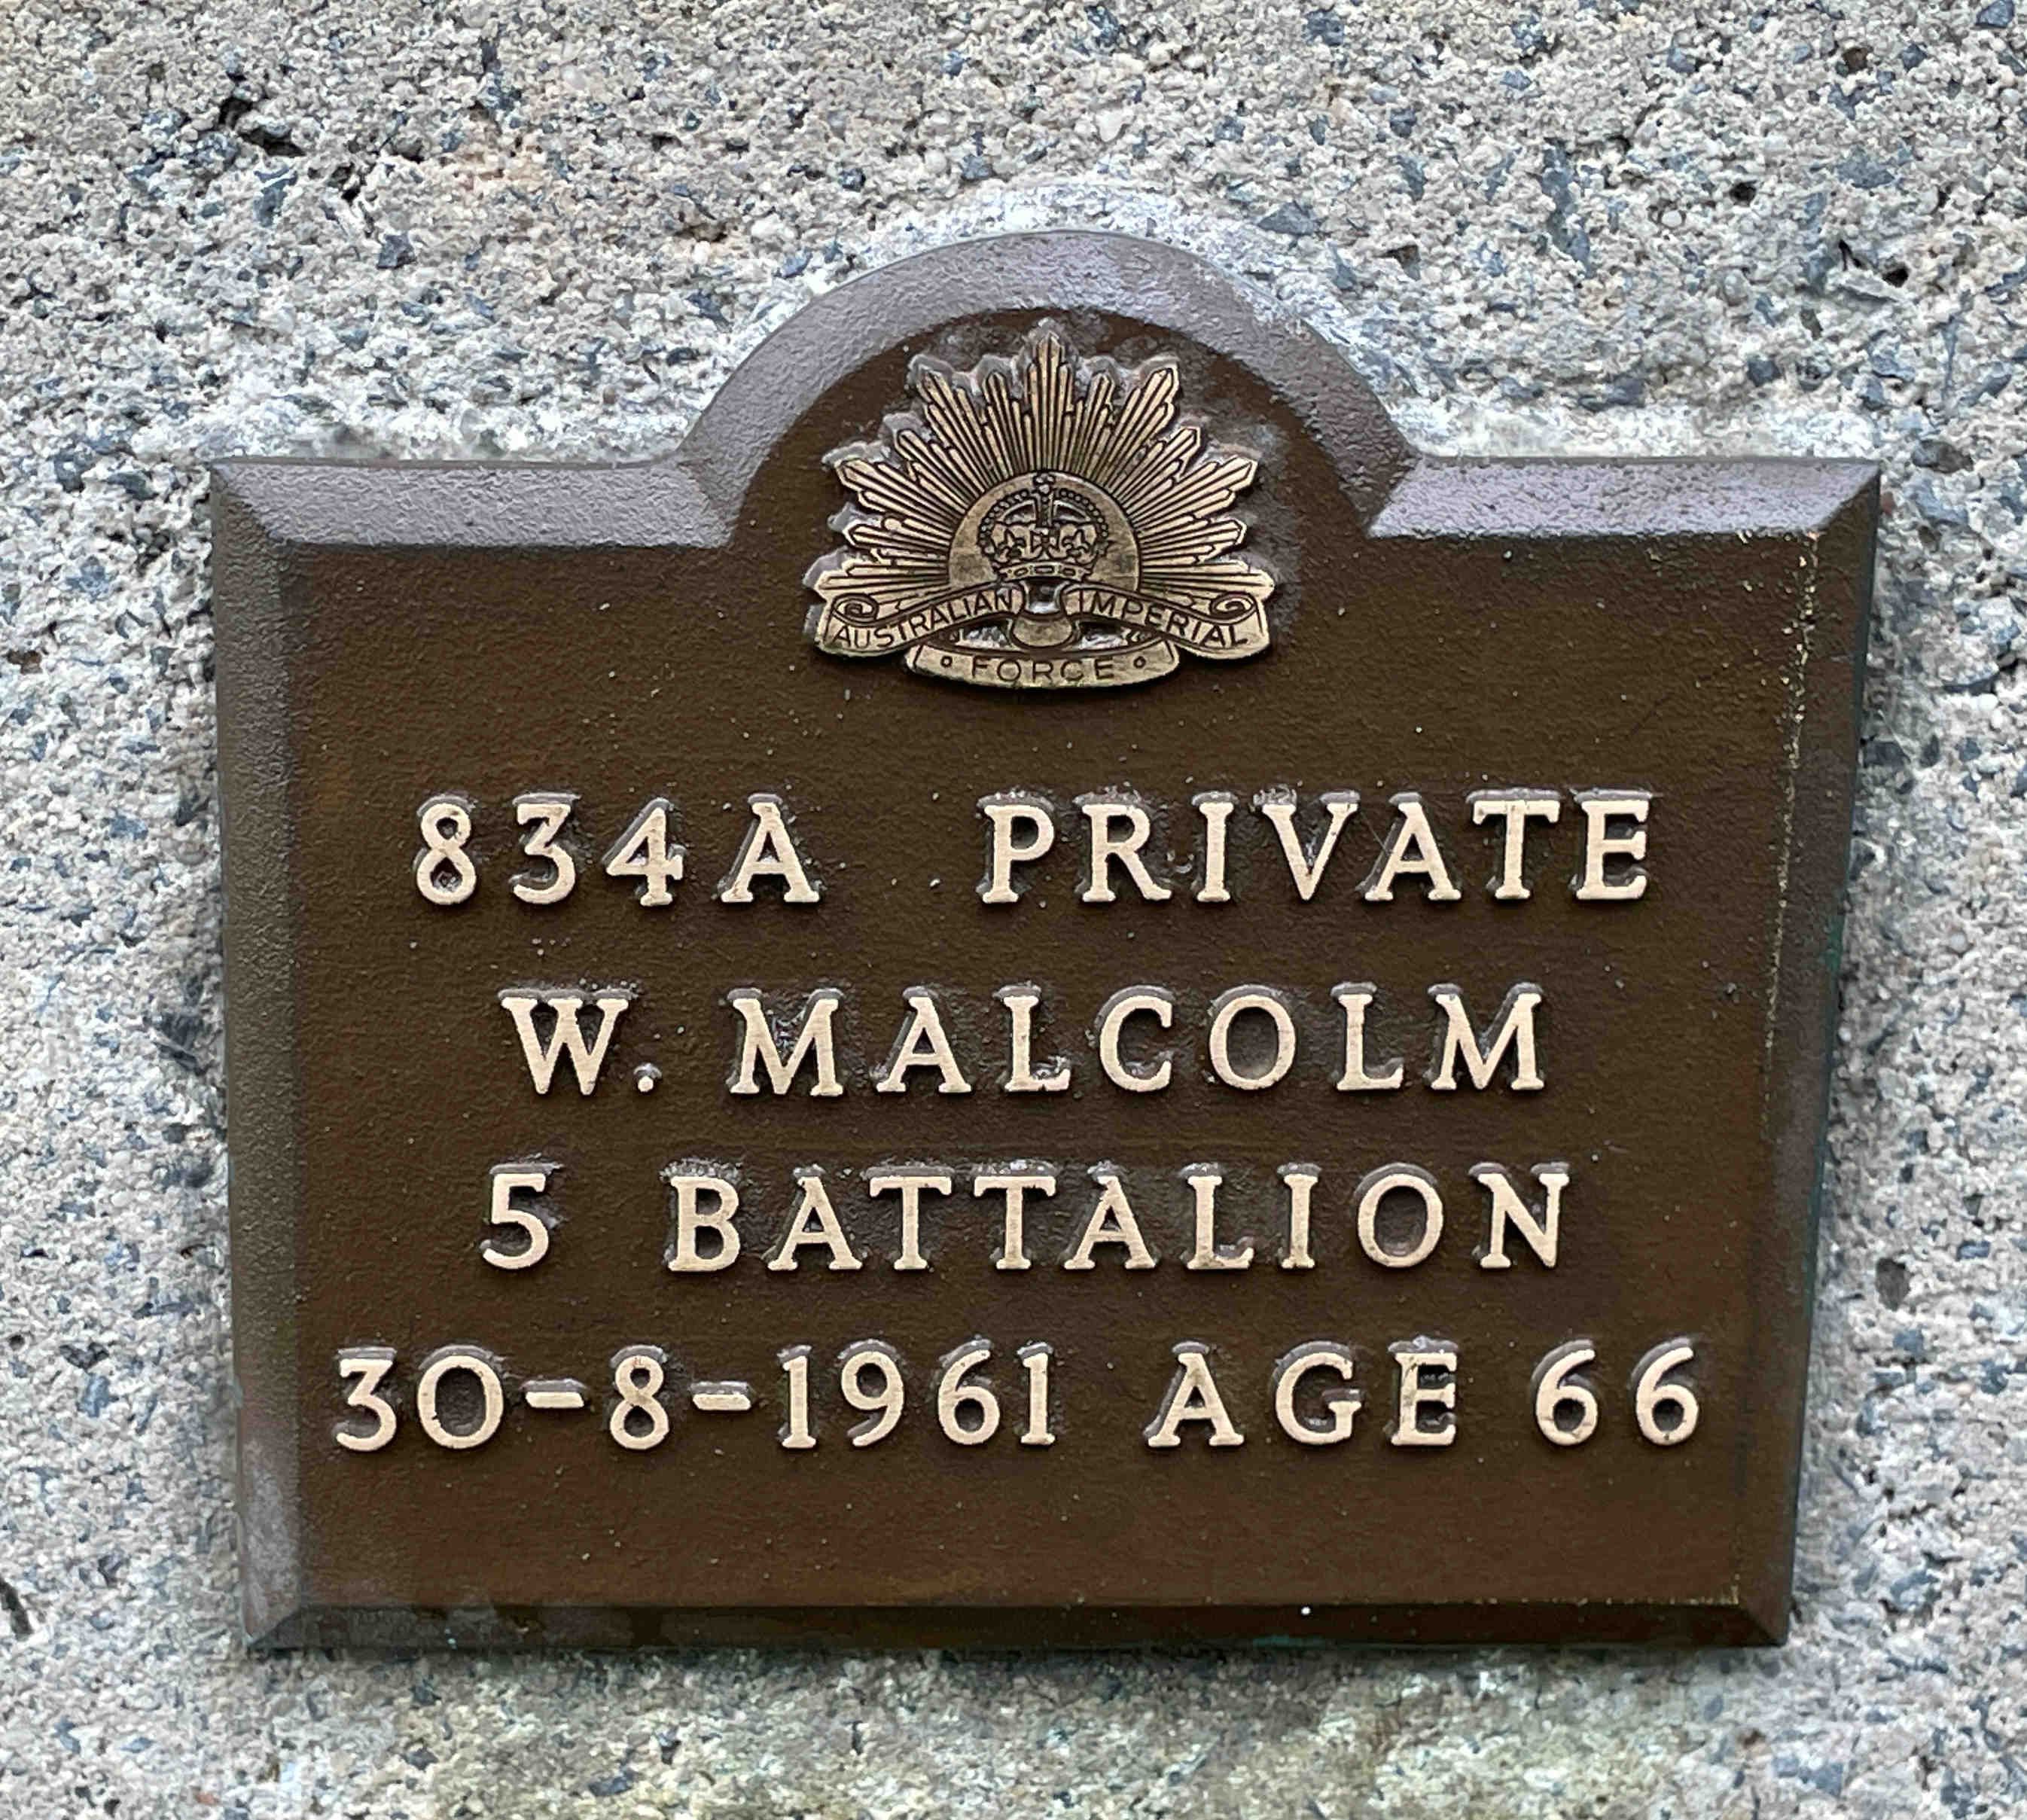 AUSTRALIAN IMPERIAL
FORCE
834A PRIVATE
W. MALCOLM
5 BATTALION
30-8-1961 AGE 66